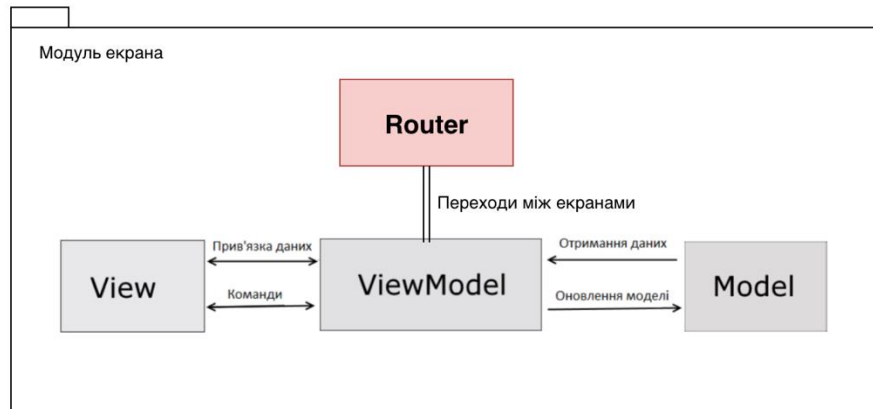 Модуль екрана
Router
Переходи між екранами
Прив'язка даних
Отримання даних
View
ViewModel
Model
Команди
Оновлення моделі